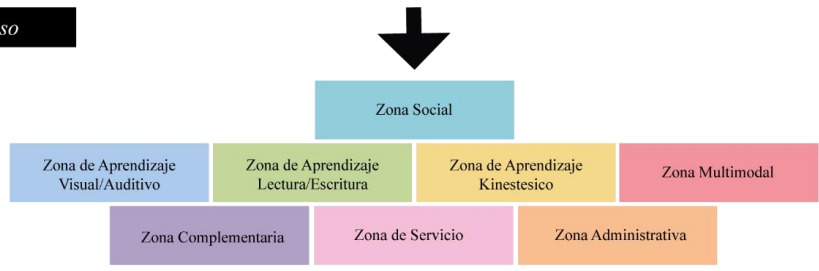 so
Zona Social
Zona de Aprendizaje
Visual/Auditivo
Zona de Aprendizaje
Lectura/Escritura
Zona de Aprendizaje
Kinestesico
Zona Multimodal
Zona Complementaria
Zona de Servicio
Zona Administrativa